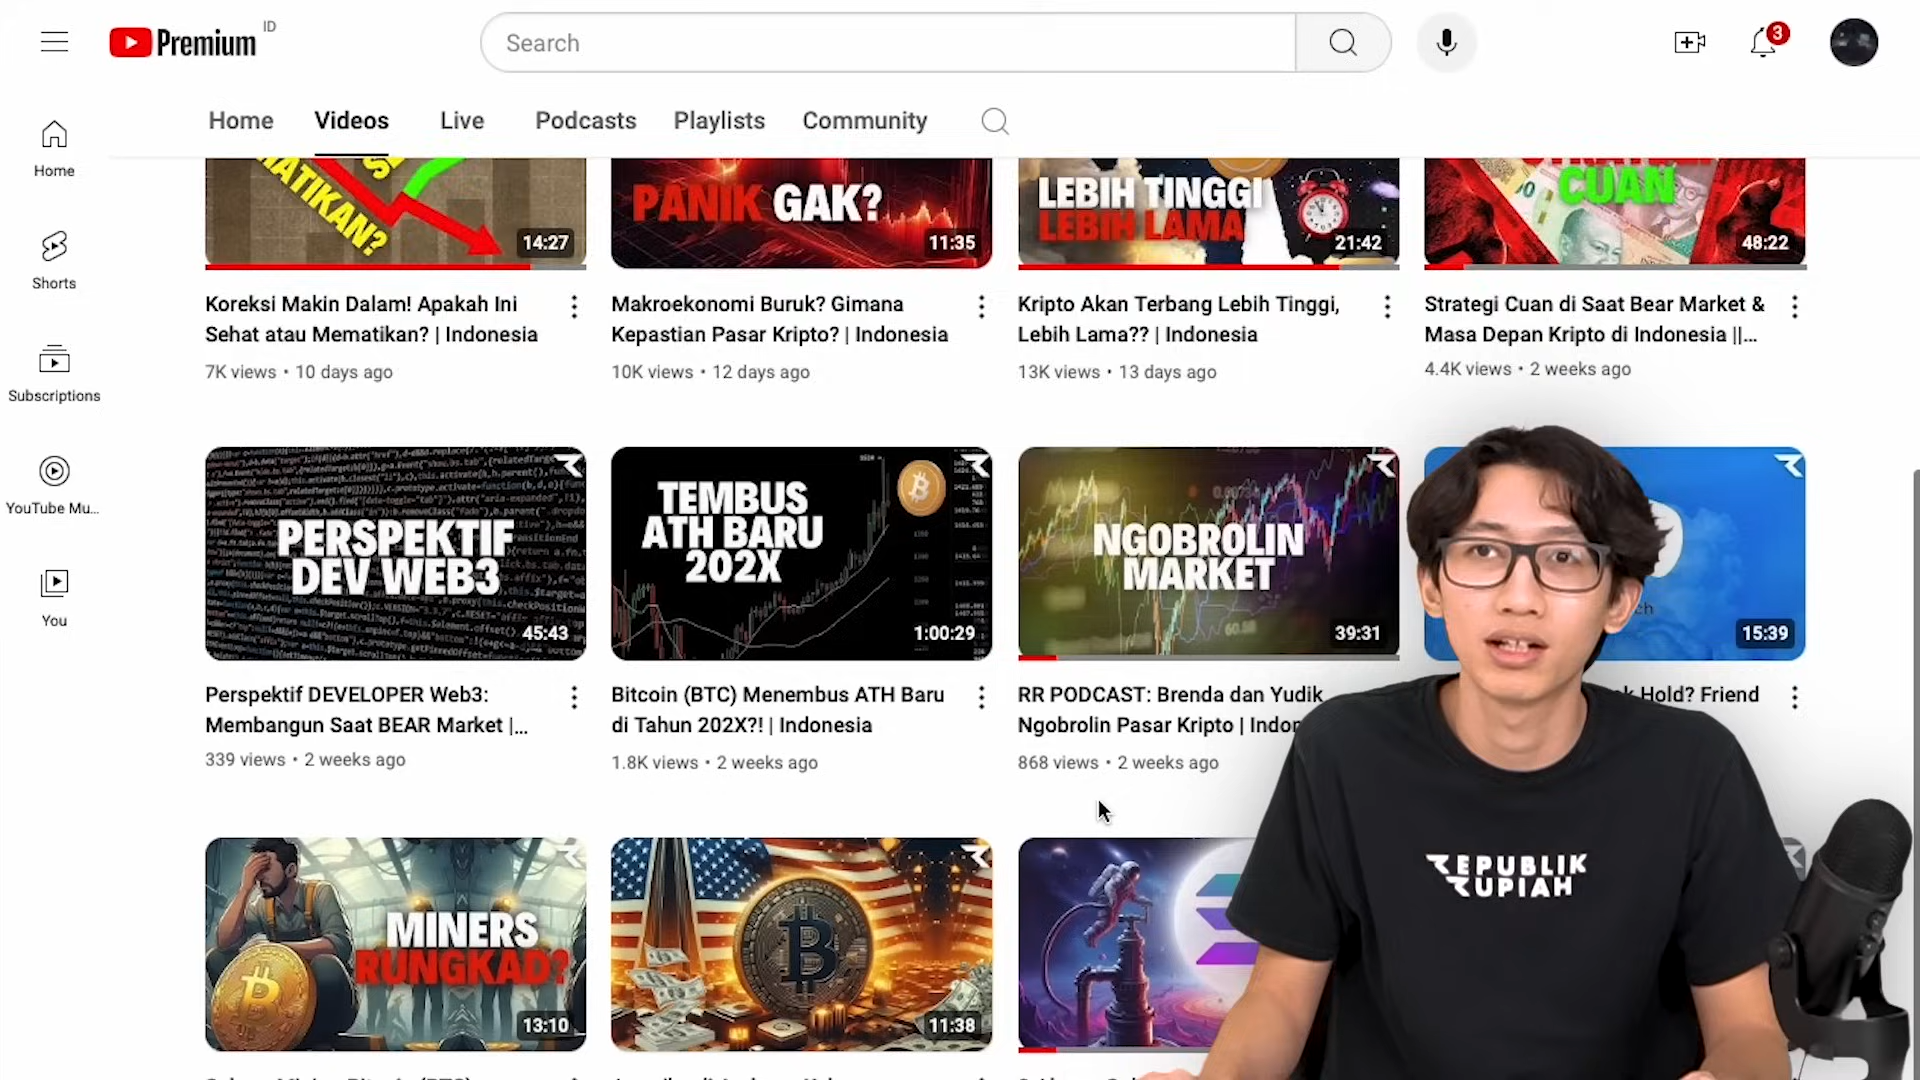 Premium ID
Search
3
Home
Videos
Live
Podcasts
Playlists
Community
Home
Shorts
Subscriptions
YouTube Mu...
You
MATIKAN?
14:27
Koreksi Makin Dalam! Apakah Ini
Sehat atau Mematikan? | Indonesia
7K views • 10 days ago
PANIK GAK?
11:35
Makroekonomi Buruk? Gimana
Kepastian Pasar Kripto? | Indonesia
10K views • 12 days ago
LEBIH TINGGI
LEBIH LAMA
21:42
Kripto Akan Terbang Lebih Tinggi,
Lebih Lama?? | Indonesia
13K views • 13 days ago
CUAN
48:22
Strategi Cuan di Saat Bear Market &
Masa Depan Kripto di Indonesia ||...
4.4K views • 2 weeks ago
PERSPEKTIF
DEV WEB3
45:43
Perspektif DEVELOPER Web3:
Membangun Saat BEAR Market |...
339 views • 2 weeks ago
TEMBUS
ATH BARU
202X
1:00:29
Bitcoin (BTC) Menembus ATH Baru
di Tahun 202X?! | Indonesia
1.8K views • 2 weeks ago
NGOBROLIN
MARKET
39:31
RR PODCAST: Brenda dan Yudik
Ngobrolin Pasar Kripto | Indon
868 views • 2 weeks ago
15:39
Hold? Friend
REPUBLIK
RUPIAH
MINERS
RUNGKAD?
13:10
11:38